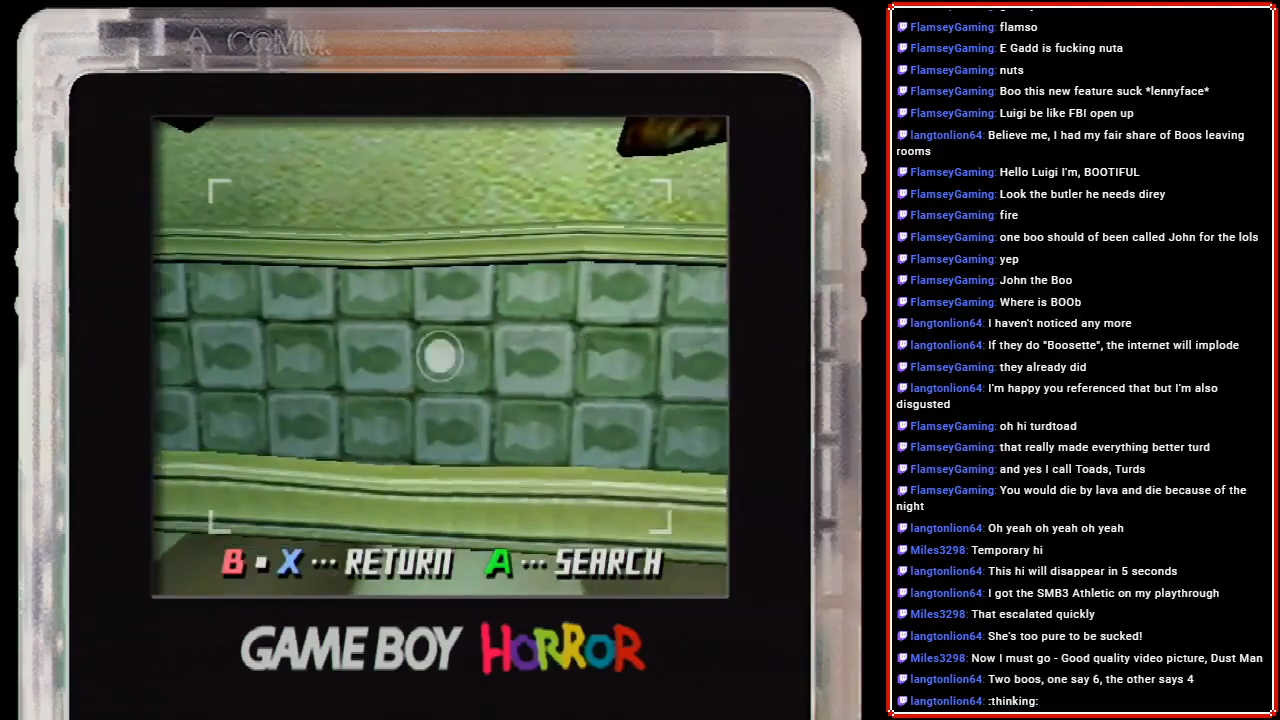 A COMM.
B ▪ X ··· RETURN A ··· SEARCH
GAME BOY HORROR
FlamseyGaming: flamso
FlamseyGaming: E Gadd is fucking nuta
FlamseyGaming: nuts
FlamseyGaming: Boo this new feature suck *lennyface*
FlamseyGaming: Luigi be like FBI open up
langtonlion64: Believe me, I had my fair share of Boos leaving
rooms
FlamseyGaming: Hello Luigi I'm, BOOTIFUL
FlamseyGaming: Look the butler he needs direy
FlamseyGaming: fire
FlamseyGaming: one boo should of been called John for the lols
FlamseyGaming: yep
FlamseyGaming: John the Boo
FlamseyGaming: Where is BOOb
langtonlion64: I haven't noticed any more
langtonlion64: If they do "Boosette", the internet will implode
FlamseyGaming: they already did
langtonlion64: I'm happy you referenced that but I'm also
disgusted
FlamseyGaming: oh hi turdtoad
FlamseyGaming: that really made everything better turd
FlamseyGaming: and yes I call Toads, Turds
FlamseyGaming: You would die by lava and die because of the
night
langtonlion64: Oh yeah oh yeah oh yeah
Miles3298: Temporary hi
langtonlion64: This hi will disappear in 5 seconds
langtonlion64: I got the SMB3 Athletic on my playthrough
Miles3298: That escalated quickly
langtonlion64: She's too pure to be sucked!
Miles3298: Now I must go - Good quality video picture, Dust Man
langtonlion64: Two boos, one say 6, the other says 4
langtonlion64: :thinking: